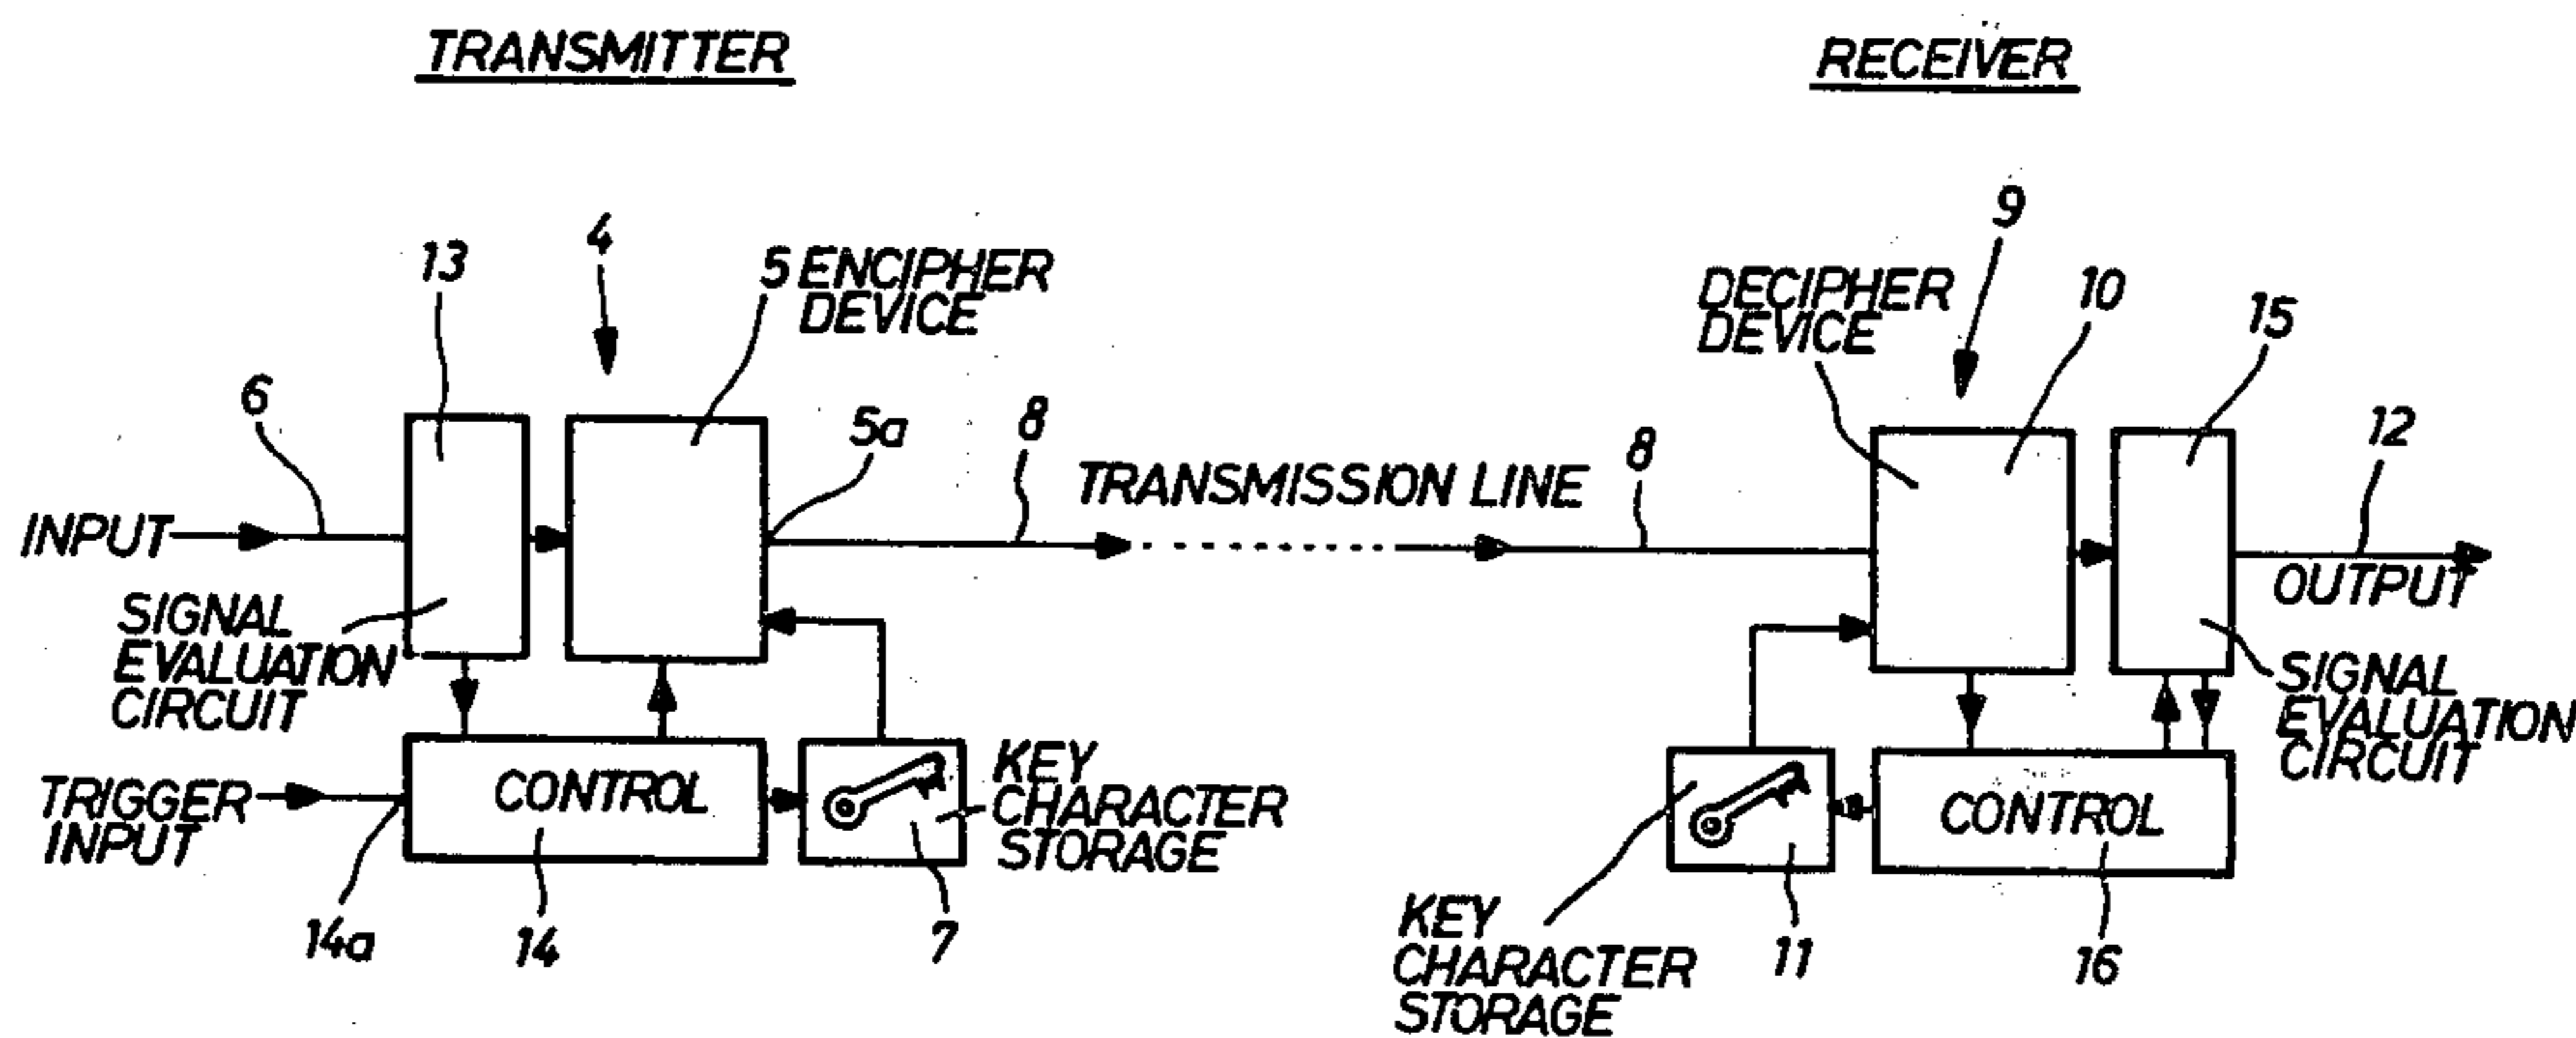 TRANSMITTER
RECEIVER
4
9
13
5 ENCIPHER
DEVICE
DECIPHER
DEVICE
10
15
6
5a
8
8
12
TRANSMISSION LINE
INPUT
OUTPUT
SIGNAL
EVALUATION
CIRCUIT
SIGNAL
EVALUATION
CIRCUIT
TRIGGER
INPUT
CONTROL
KEY
CHARACTER
STORAGE
CONTROL
14a
14
7
KEY
CHARACTER
STORAGE
11
16